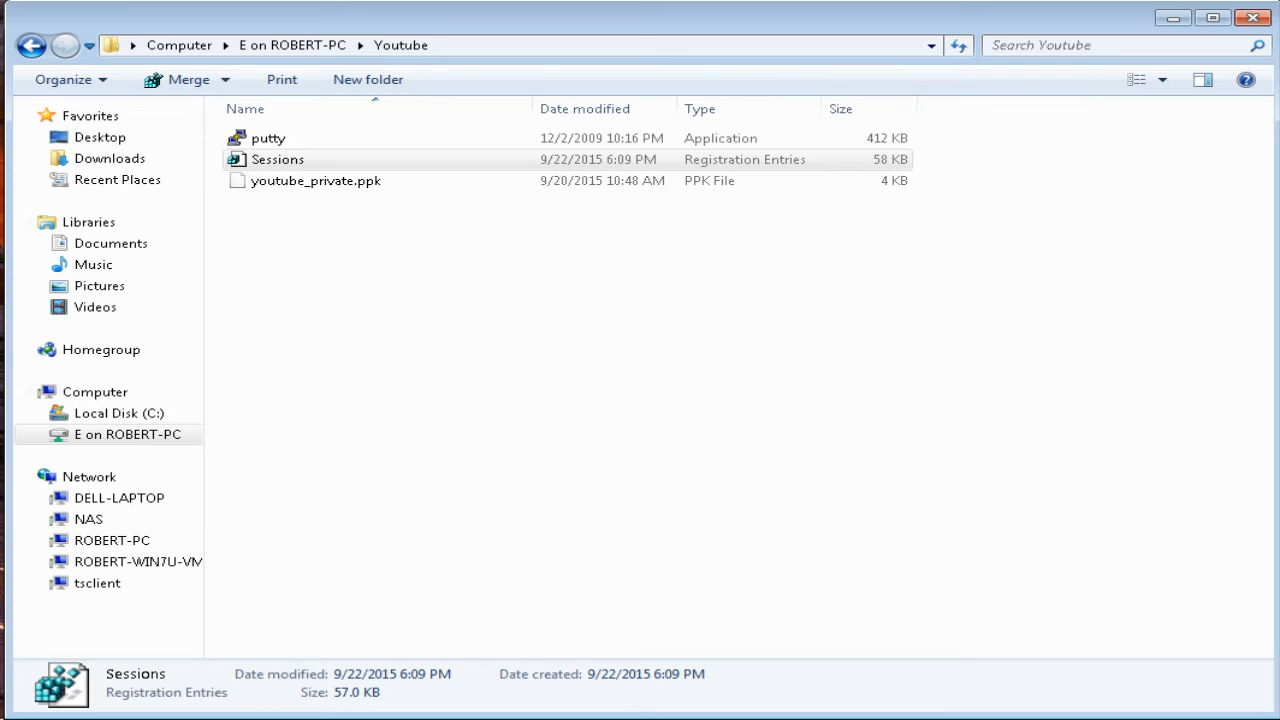 Computer E on ROBERT-PC Youtube Search Youtube
Organize Merge Print New folder
Name Date modified Type Size
putty 12/2/2009 10:16 PM Application 412 KB
Sessions 9/22/2015 6:09 PM Registration Entries 58 KB
youtube_private.ppk 9/20/2015 10:48 AM PPK File 4 KB
Favorites
Desktop
Downloads
Recent Places
Libraries
Documents
Music
Pictures
Videos
Homegroup
Computer
Local Disk (C:)
E on ROBERT-PC
Network
DELL-LAPTOP
NAS
ROBERT-PC
ROBERT-WIN7U-VM
tsclient
Sessions Date modified: 9/22/2015 6:09 PM Date created: 9/22/2015 6:09 PM
Registration Entries Size: 57.0 KB